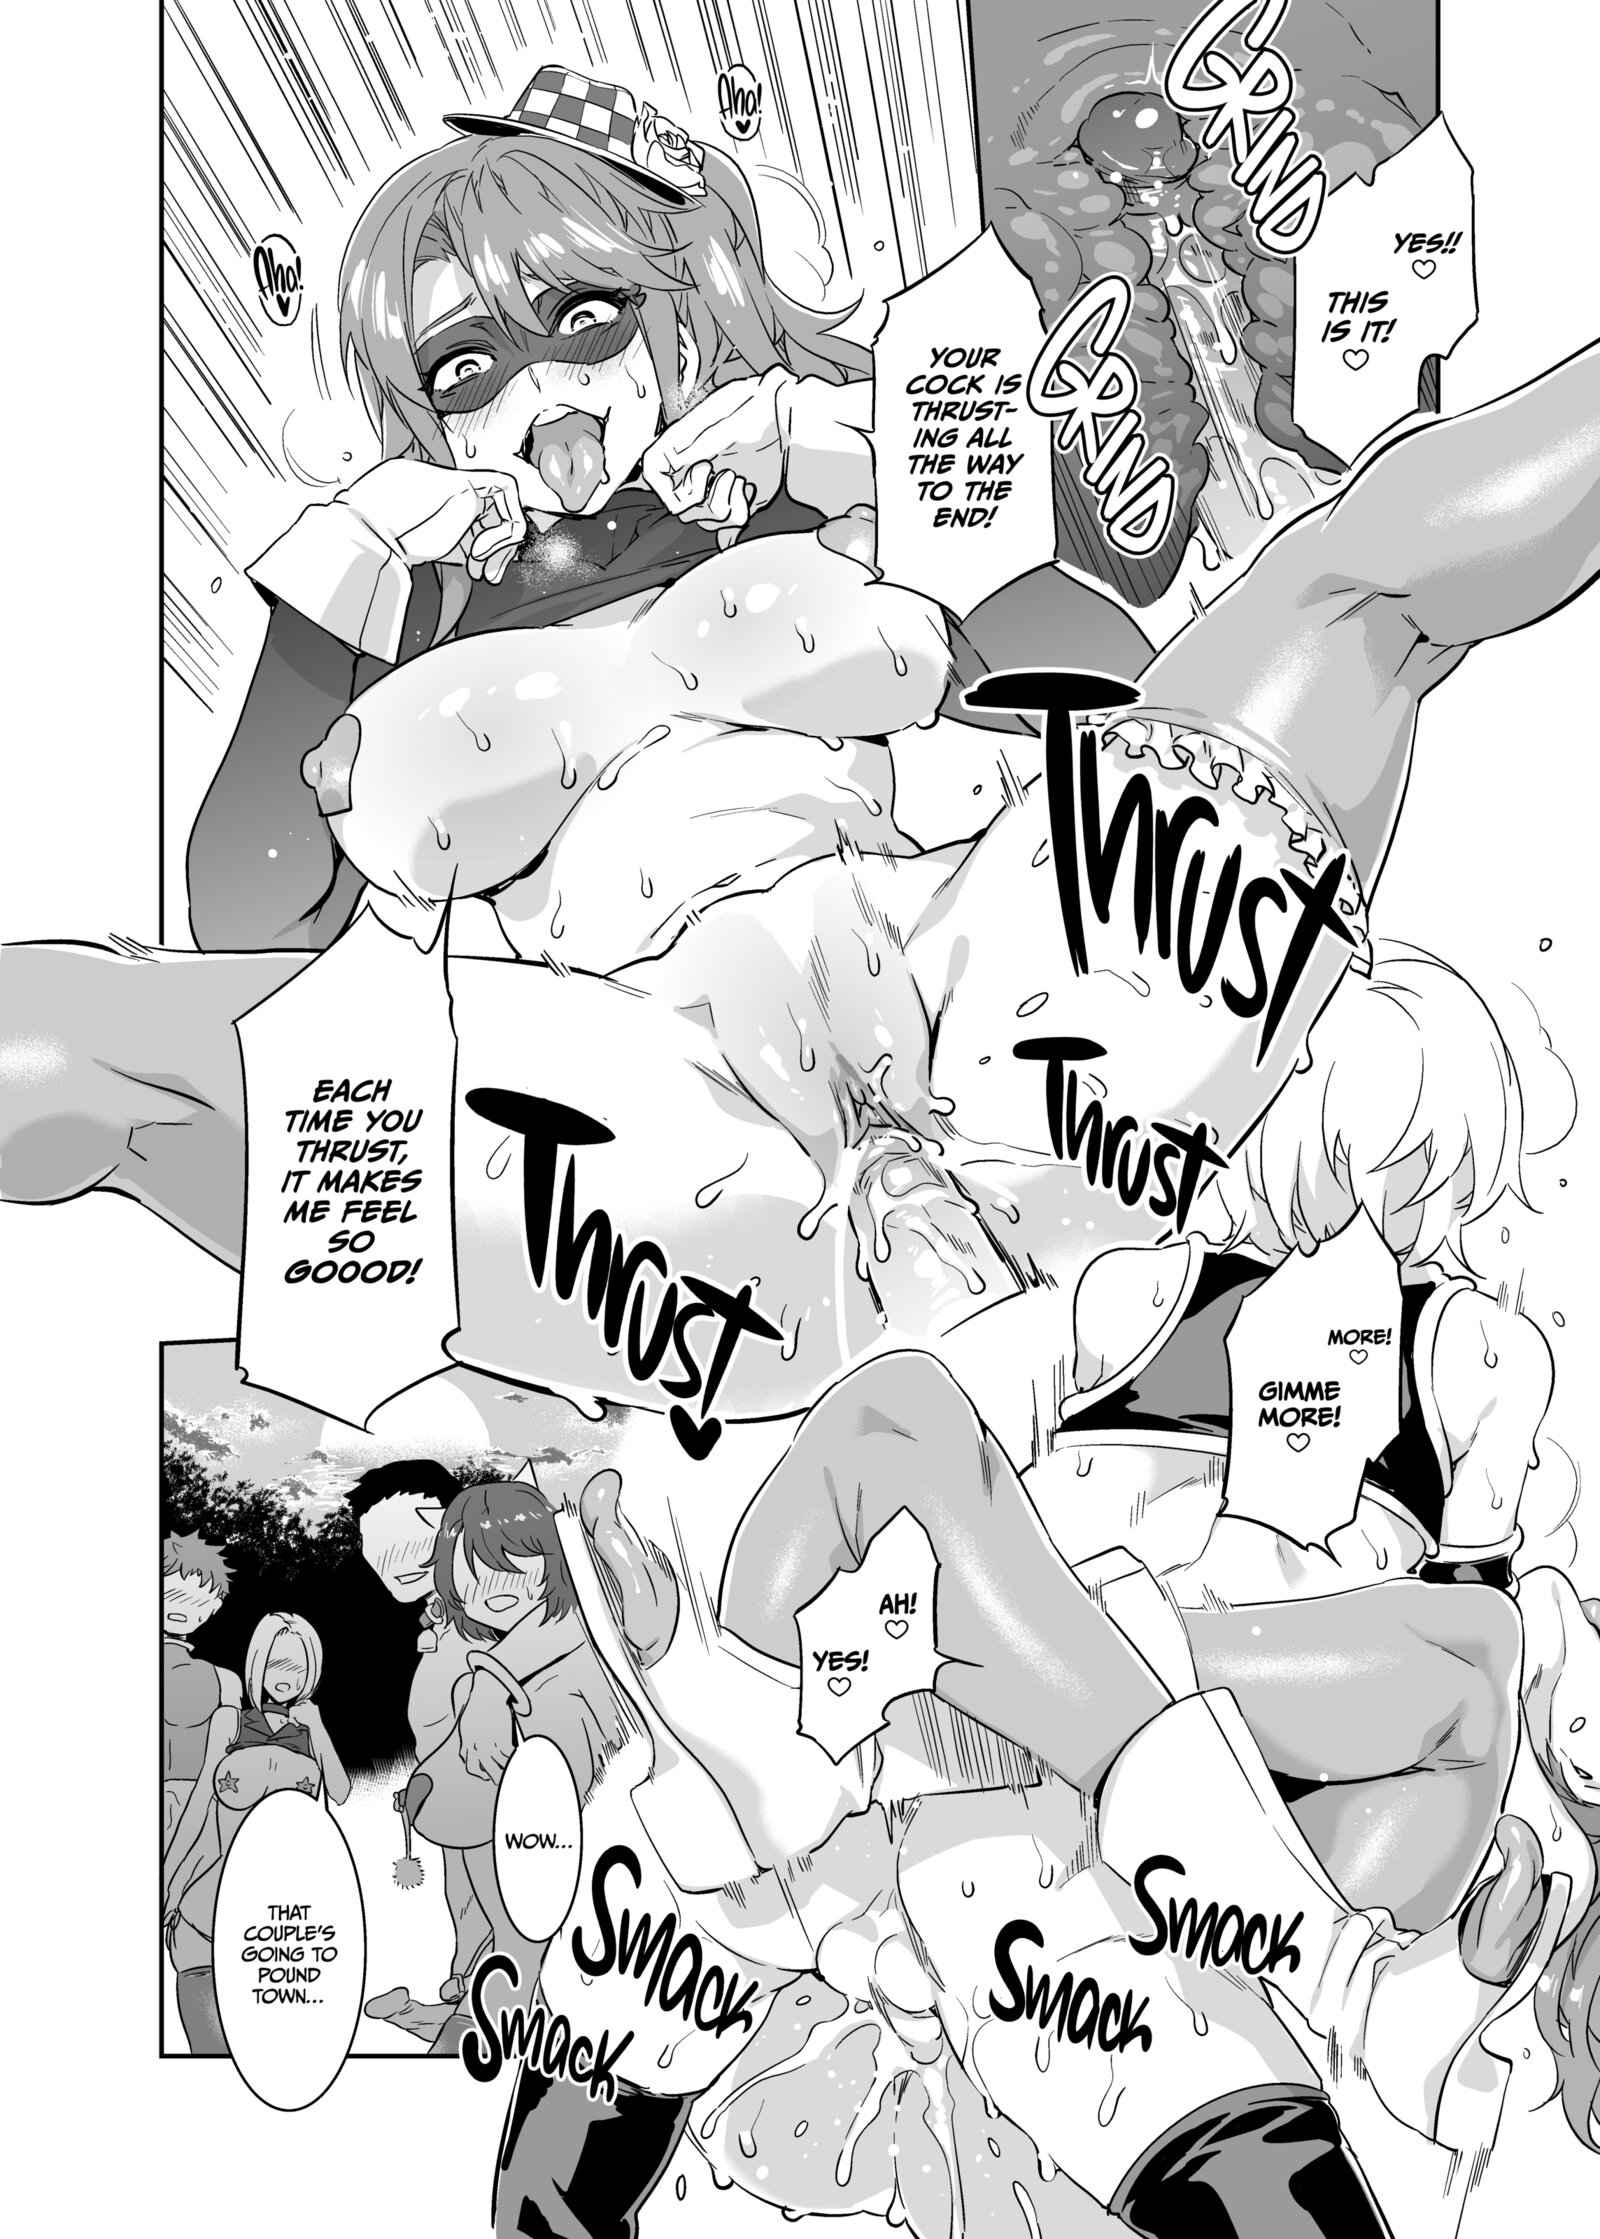 YES!!
♡
THIS
IS IT!
♡
GRIND
GRIND
YOUR
COCK IS
THRUST-
ING ALL
THE WAY
TO THE
END!
Aha!
♥
Aha!
♥
Thrust
Thrust
Thrust♥
EACH
TIME YOU
THRUST,
IT MAKES
ME FEEL
SO
GOOOD!
MORE!
♡
GIMME
MORE!
♡
AH!
♡
YES!
♡
Smack
Smack
Smack
Smack
WOW...
THAT
COUPLE'S
GOING TO
POUND
TOWN...